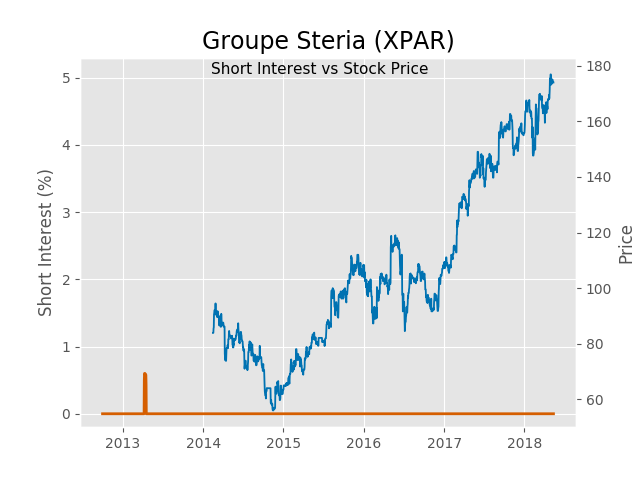 Groupe Steria (XPAR)
Short Interest vs Stock Price
Short Interest (%)
5
4
3
2
1
0
180
160
140
120
100
80
60
Price
2013 2014 2015 2016 2017 2018